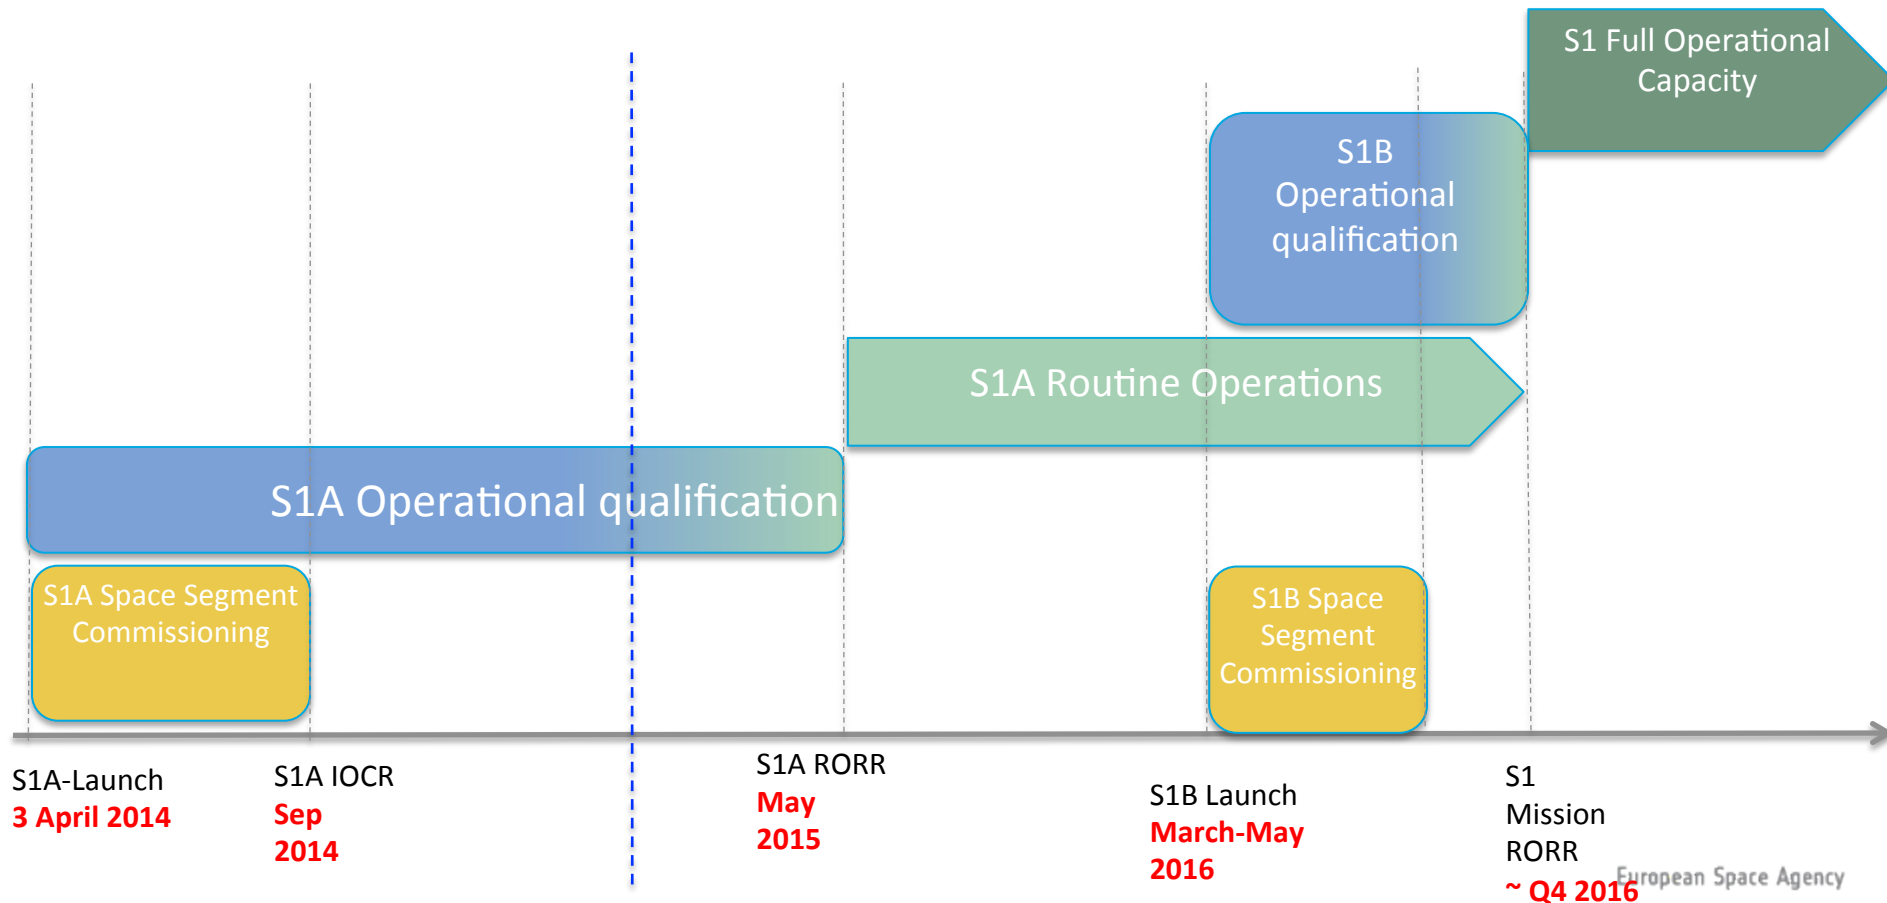 S1 Full Operational
Capacity
S1B
Operational
qualification
S1A Routine Operations
S1A Operational qualification
S1A Space Segment
Commissioning
S1B Space
Segment
Commissioning
S1A-Launch
3 April 2014
S1A IOCR
Sep
2014
S1A RORR
May
2015
S1B Launch
March-May
2016
S1
Mission
RORR
~ Q4 2016
European Space Agency